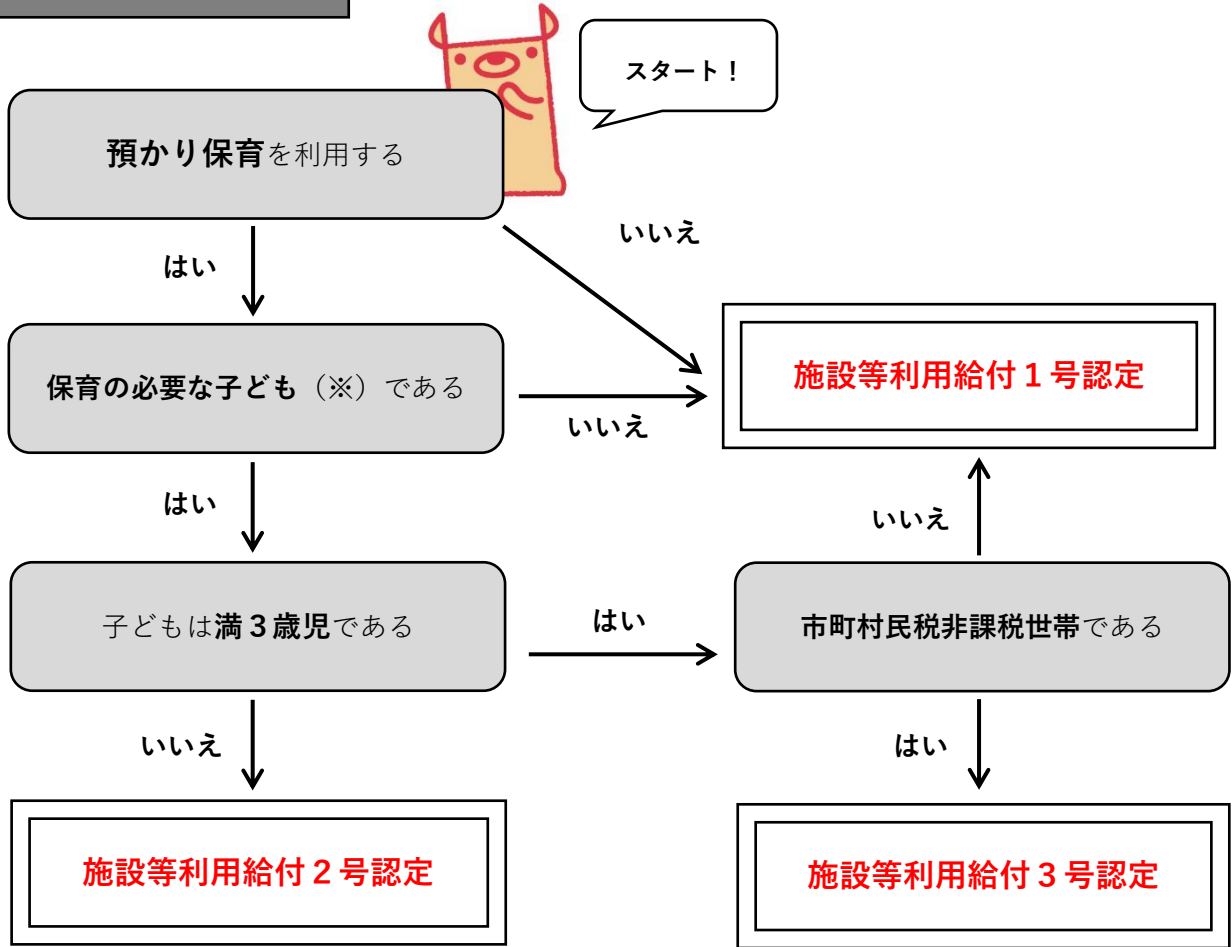 スタート！
預かり保育を利用する
いいえ
はい
施設等利用給付１号認定
保育の必要な子ども（※）である
いいえ
はい
いいえ
子どもは満３歳児である
はい
市町村民税非課税世帯である
いいえ
はい
施設等利用給付２号認定
施設等利用給付３号認定